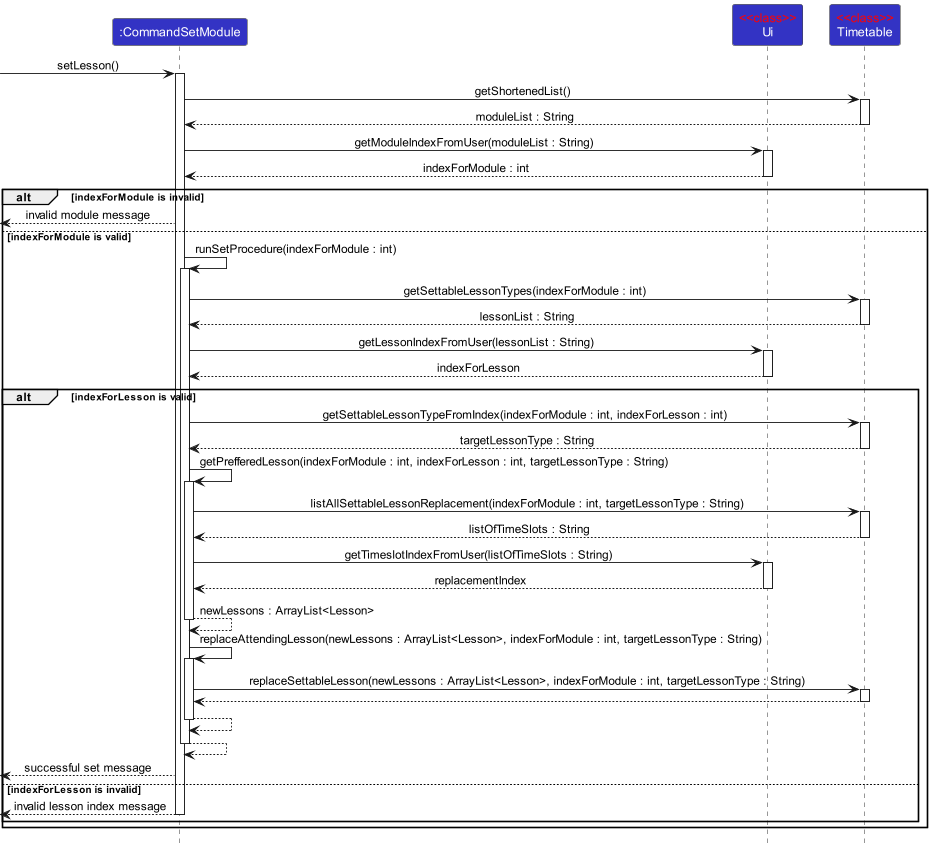 :CommandSetModule
<<class>>
Ui
<<class>>
Timetable
setLesson()
getShortenedList()
moduleList : String
getModuleIndexFromUser(moduleList : String)
indexForModule : int
alt
[indexForModule is invalid]
invalid module message
[indexForModule is valid]
runSetProcedure(indexForModule : int)
getSettableLessonTypes(indexForModule : int)
lessonList : String
getLessonIndexFromUser(lessonList : String)
indexForLesson
alt
[indexForLesson is valid]
getSettableLessonTypeFromIndex(indexForModule : int, indexForLesson : int)
targetLessonType : String
getPrefferedLesson(indexForModule : int, indexForLesson : int, targetLessonType : String)
listAllSettableLessonReplacement(indexForModule : int, targetLessonType : String)
listOfTimeSlots : String
getTimeslotIndexFromUser(listOfTimeSlots : String)
replacementIndex
newLessons : ArrayList<Lesson>
replaceAttendingLesson(newLessons : ArrayList<Lesson>, indexForModule : int, targetLessonType : String)
replaceSettableLesson(newLessons : ArrayList<Lesson>, indexForModule : int, targetLessonType : String)
successful set message
[indexForLesson is invalid]
invalid lesson index message